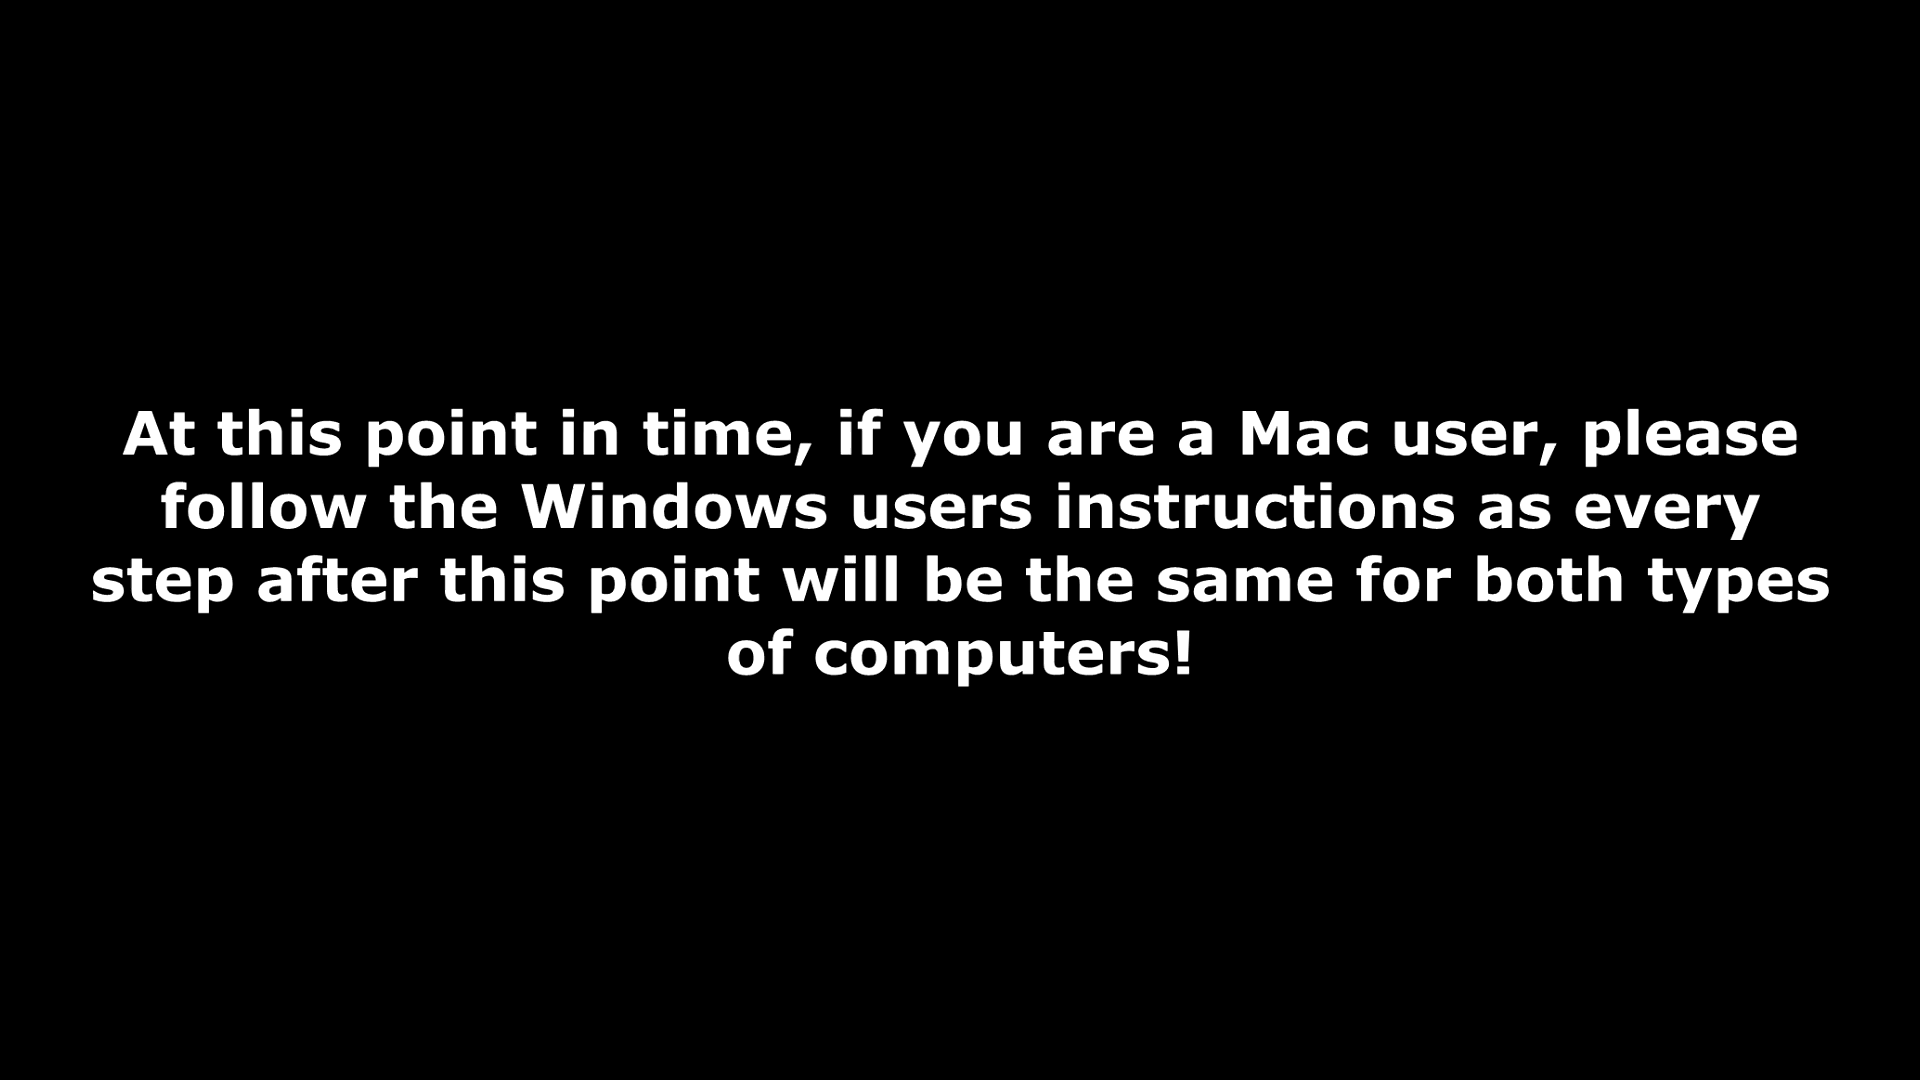 At this point in time, if you are a Mac user, please
follow the Windows users instructions as every
step after this point will be the same for both types
of computers!